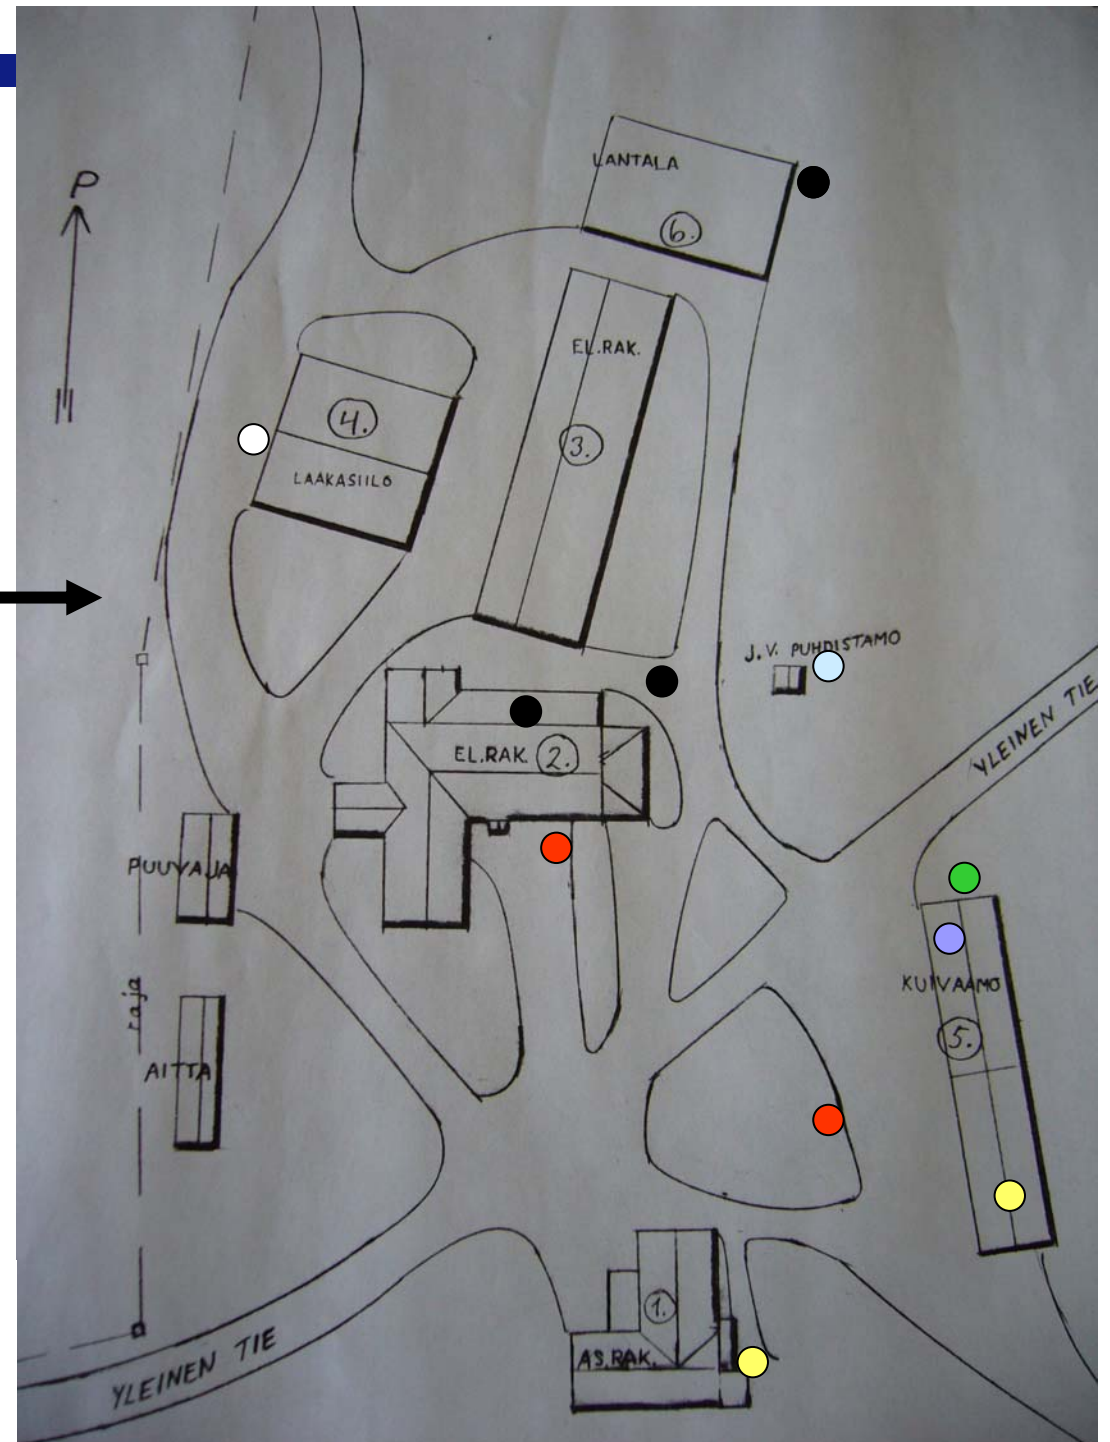 P
LANTALA
6.
EL.RAK.
3.
4.
LAAKASIILO
J.V. PUHDISTAMO
YLEINEN TIE
EL.RAK. 2.
PUUVAJA
KUIVAAMO
5.
raja
AITTA
1.
AS.RAK.
YLEINEN TIE